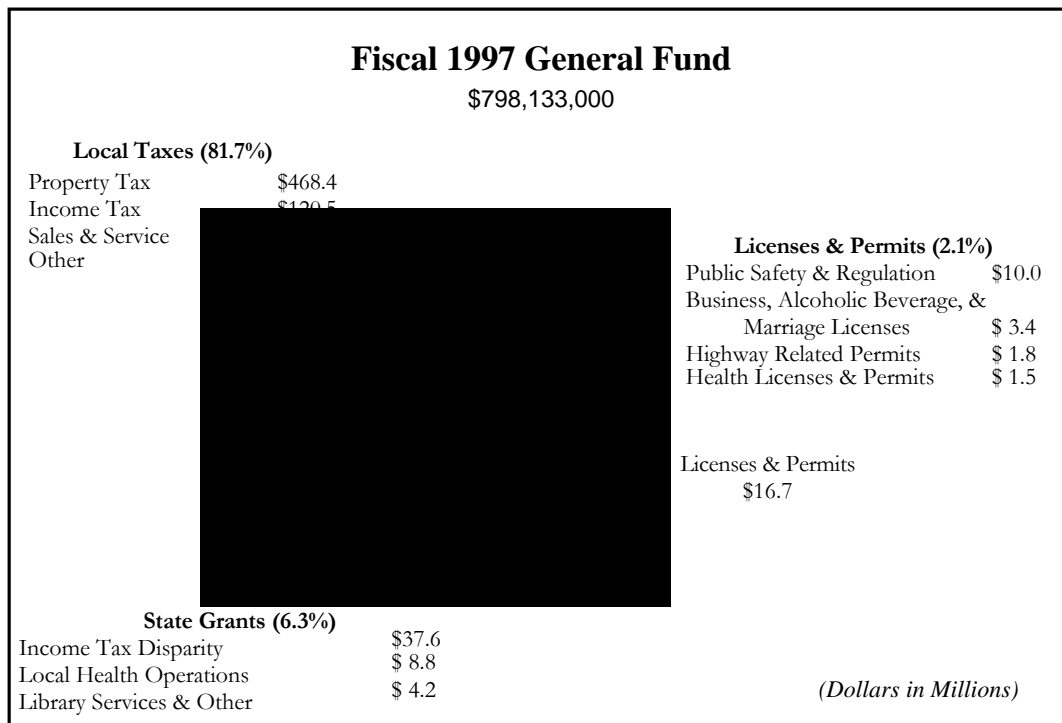 Fiscal 1997 General Fund
$798,133,000
Local Taxes (81.7%)
Property Tax $468.4
Income Tax $120.5
Sales & Service
Other
Licenses & Permits (2.1%)
Public Safety & Regulation $10.0
Business, Alcoholic Beverage, &
Marriage Licenses $ 3.4
Highway Related Permits $ 1.8
Health Licenses & Permits $ 1.5
Licenses & Permits
$16.7
State Grants (6.3%)
Income Tax Disparity $37.6
Local Health Operations $ 8.8
Library Services & Other $ 4.2
(Dollars in Millions)